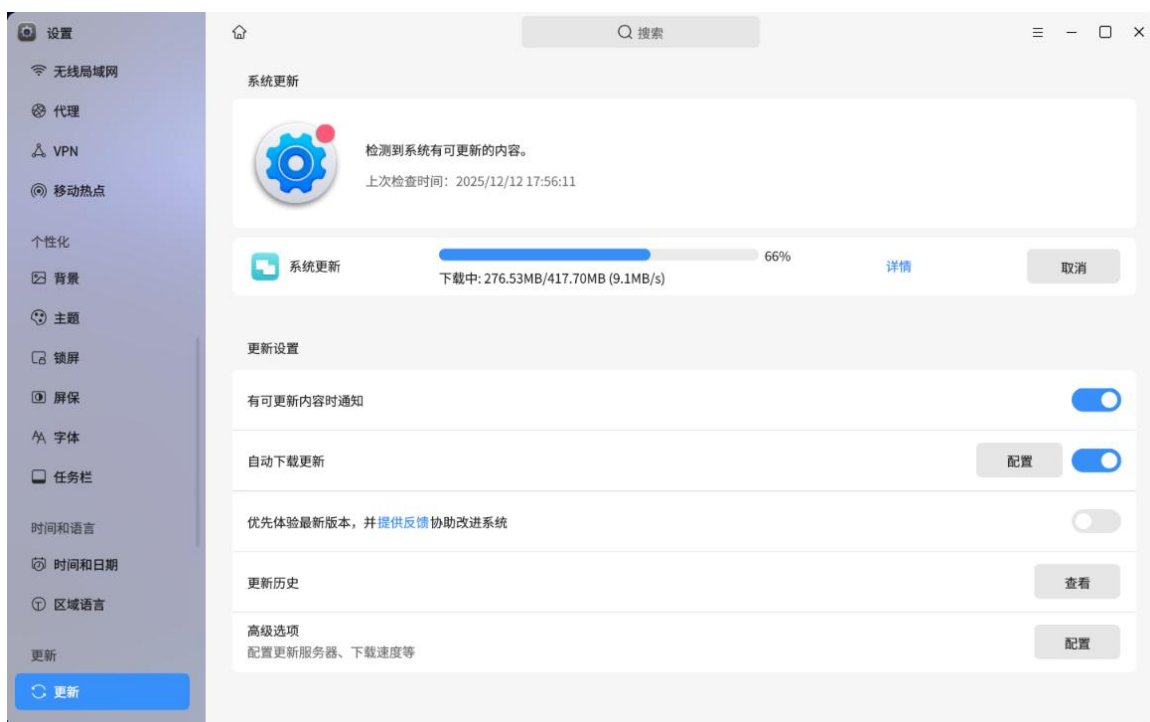 设置
搜索
无线局域网
代理
VPN
移动热点
个性化
背景
主题
锁屏
屏保
字体
任务栏
时间和语言
时间和日期
区域语言
更新
更新
系统更新
检测到系统有可更新的内容。
上次检查时间：2025/12/12 17:56:11
系统更新
66%
下载中: 276.53MB/417.70MB (9.1MB/s)
详情
取消
更新设置
有可更新内容时通知
自动下载更新
配置
优先体验最新版本，并提供反馈协助改进系统
更新历史
查看
高级选项
配置更新服务器、下载速度等
配置